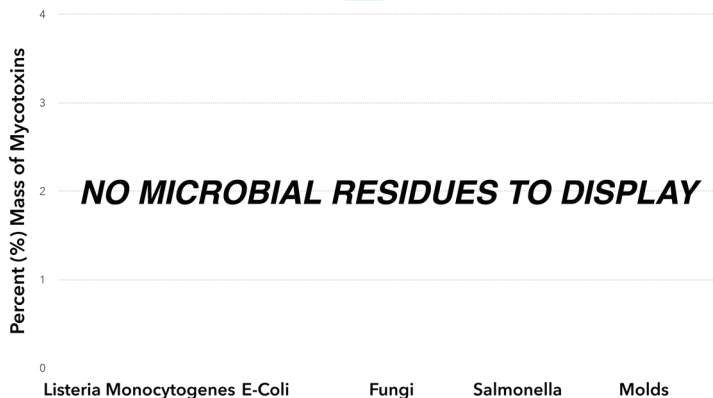 4
3
Percent (%) Mass of Mycotoxins
2 NO MICROBIAL RESIDUES TO DISPLAY
1
0
Listeria Monocytogenes E-Coli Fungi Salmonella Molds